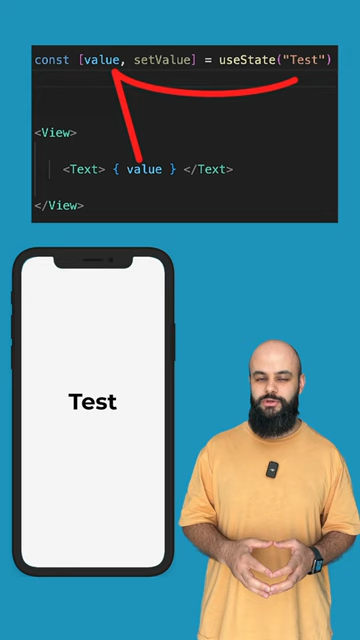 const [value, setValue] = useState("Test")
<View>
<Text> { value } </Text>
</View>
Test